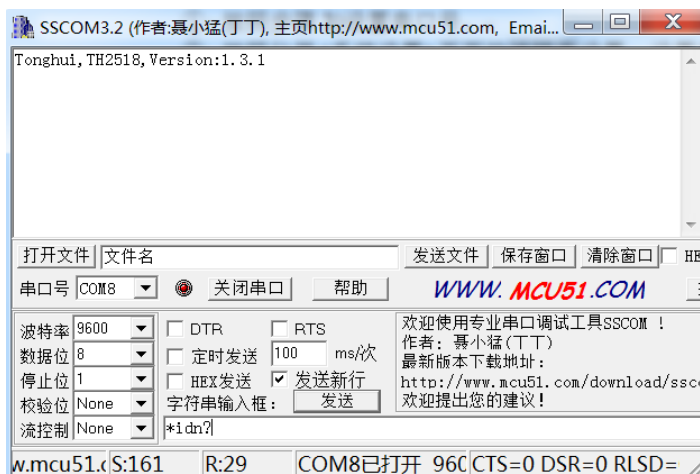 SSCOM3.2 (作者:聂小猛(丁丁), 主页http://www.mcu51.com, Emai...
Tonghui,TH2518,Version:1.3.1
打开文件 文件名 发送文件 保存窗口 清除窗口 HE
串口号 COM8 关闭串口 帮助 WWW. MCU51.COM
波特率 9600 DTR RTS
数据位 8 定时发送 100 ms/次
停止位 1 HEX发送 发送新行
校验位 None 字符串输入框: 发送
流控制 None *idn?
欢迎使用专业串口调试工具SSCOM !
作者: 聂小猛(丁丁)
最新版本下载地址:
http://www.mcu51.com/download/ssc
欢迎提出您的建议!
w.mcu51.c S:161 R:29 COM8已打开 960 CTS=0 DSR=0 RLSD=